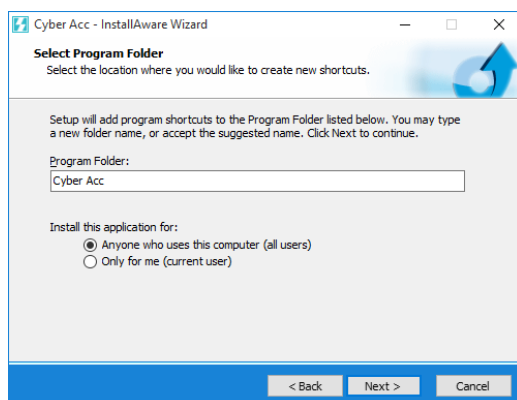 Cyber Acc - InstallAware Wizard
Select Program Folder
Select the location where you would like to create new shortcuts.
Setup will add program shortcuts to the Program Folder listed below. You may type
a new folder name, or accept the suggested name. Click Next to continue.
Program Folder:
Cyber Acc
Install this application for:
Anyone who uses this computer (all users)
Only for me (current user)
< Back
Next >
Cancel